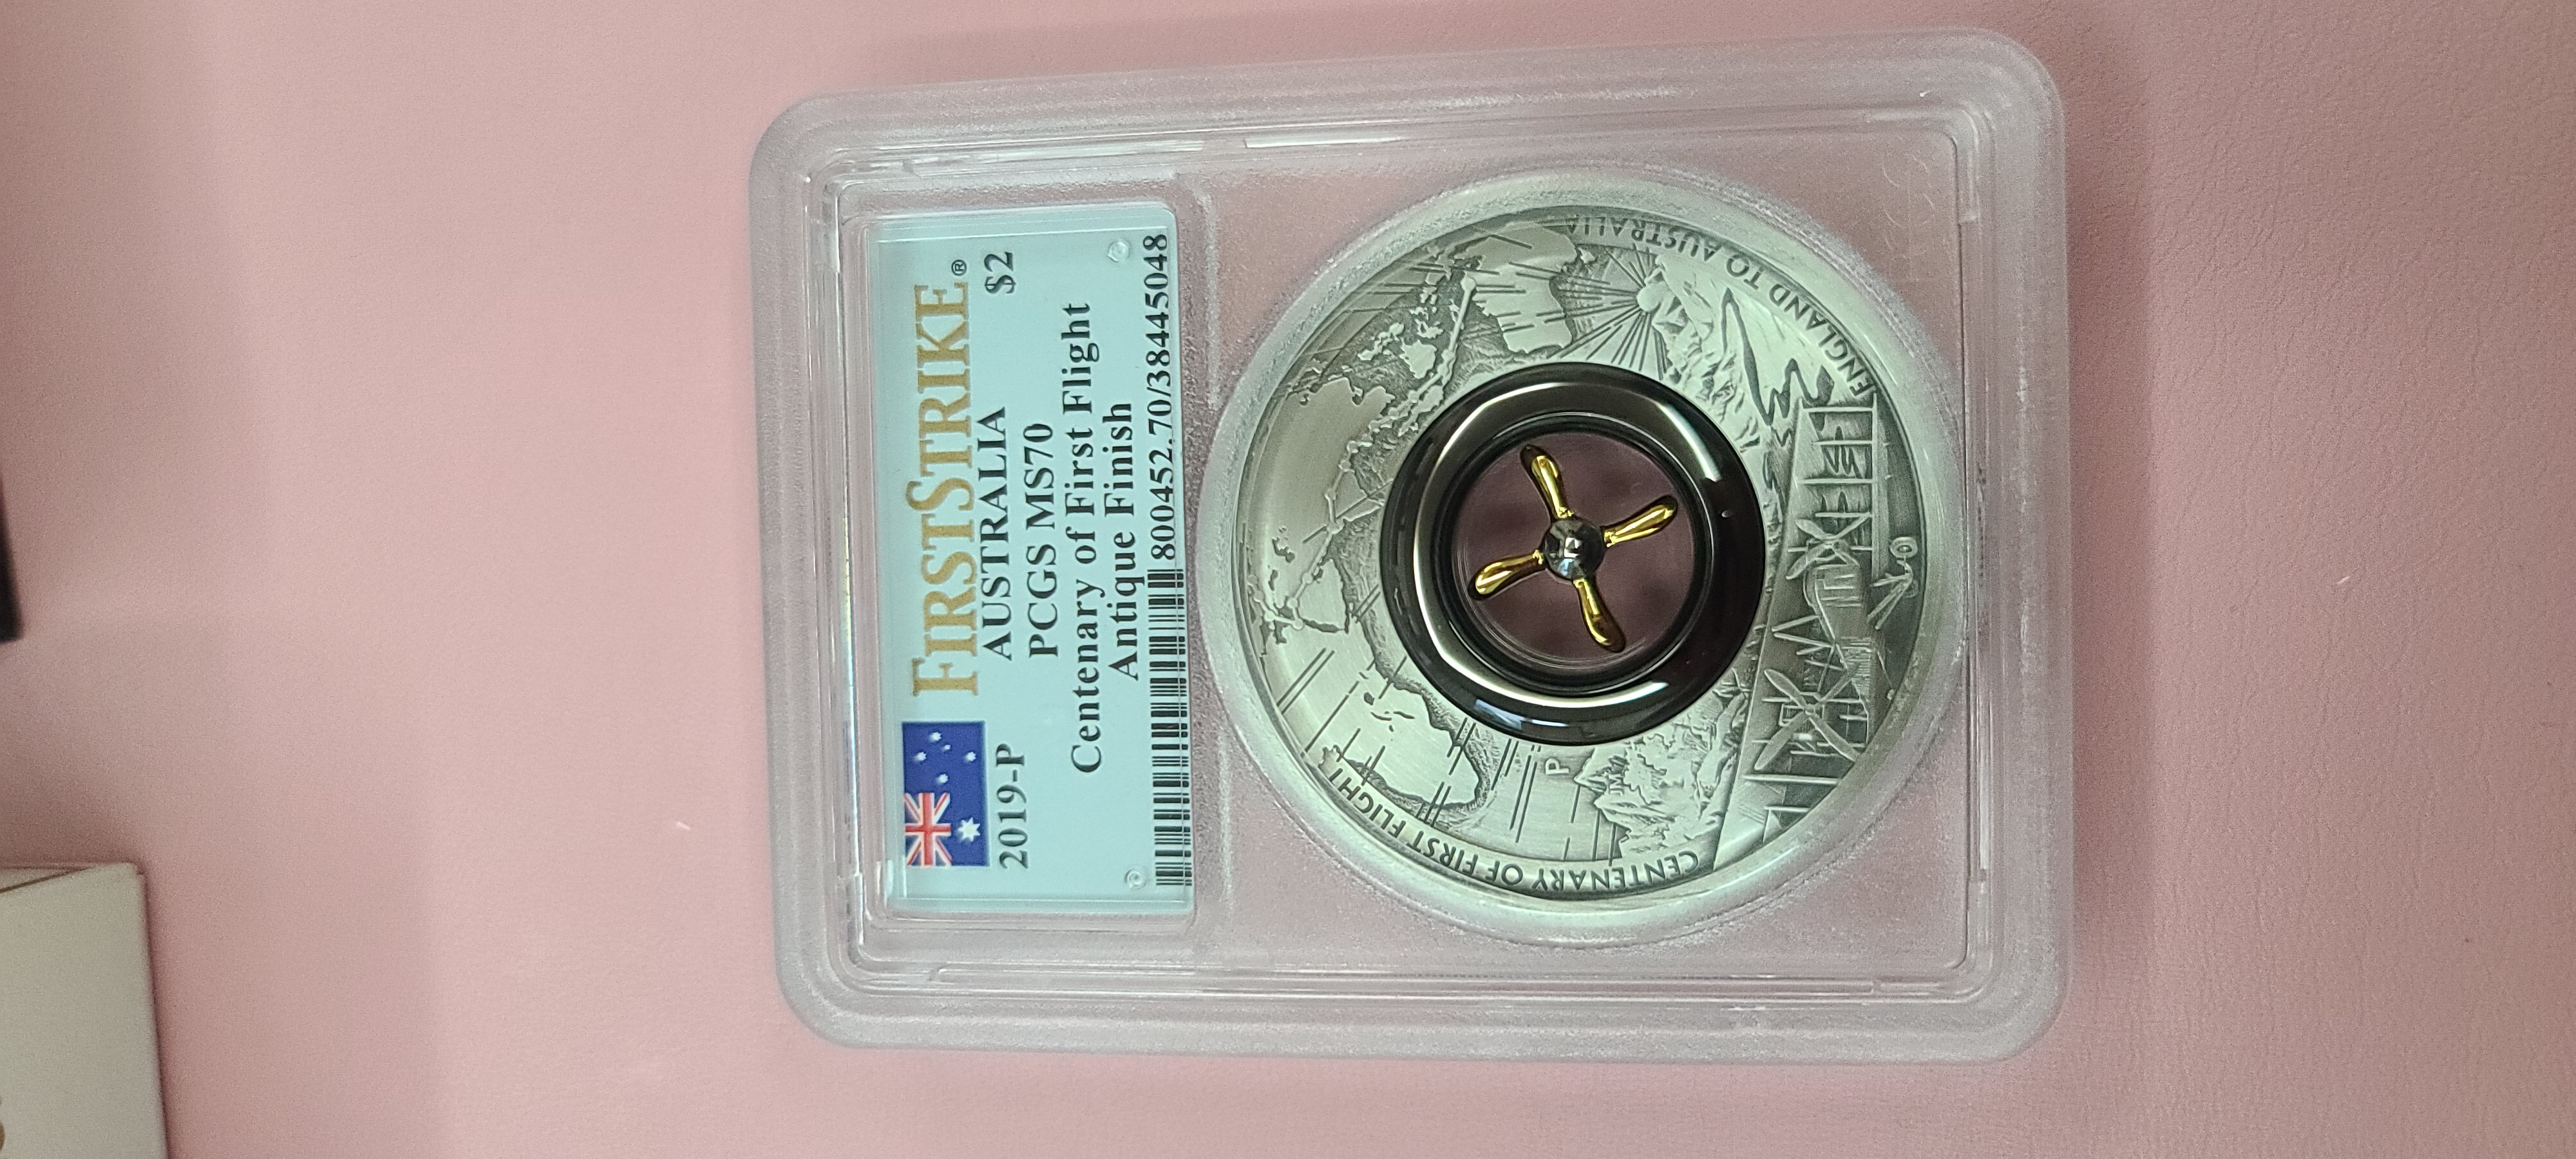 FIRSTSTRIKE®
AUSTRALIA
2019-P PCGS MS70 $2
Centenary of First Flight
Antique Finish
800452.70/38445048
CENTENARY OF FIRST FLIGHT
ENGLAND TO AUSTRALIA
P